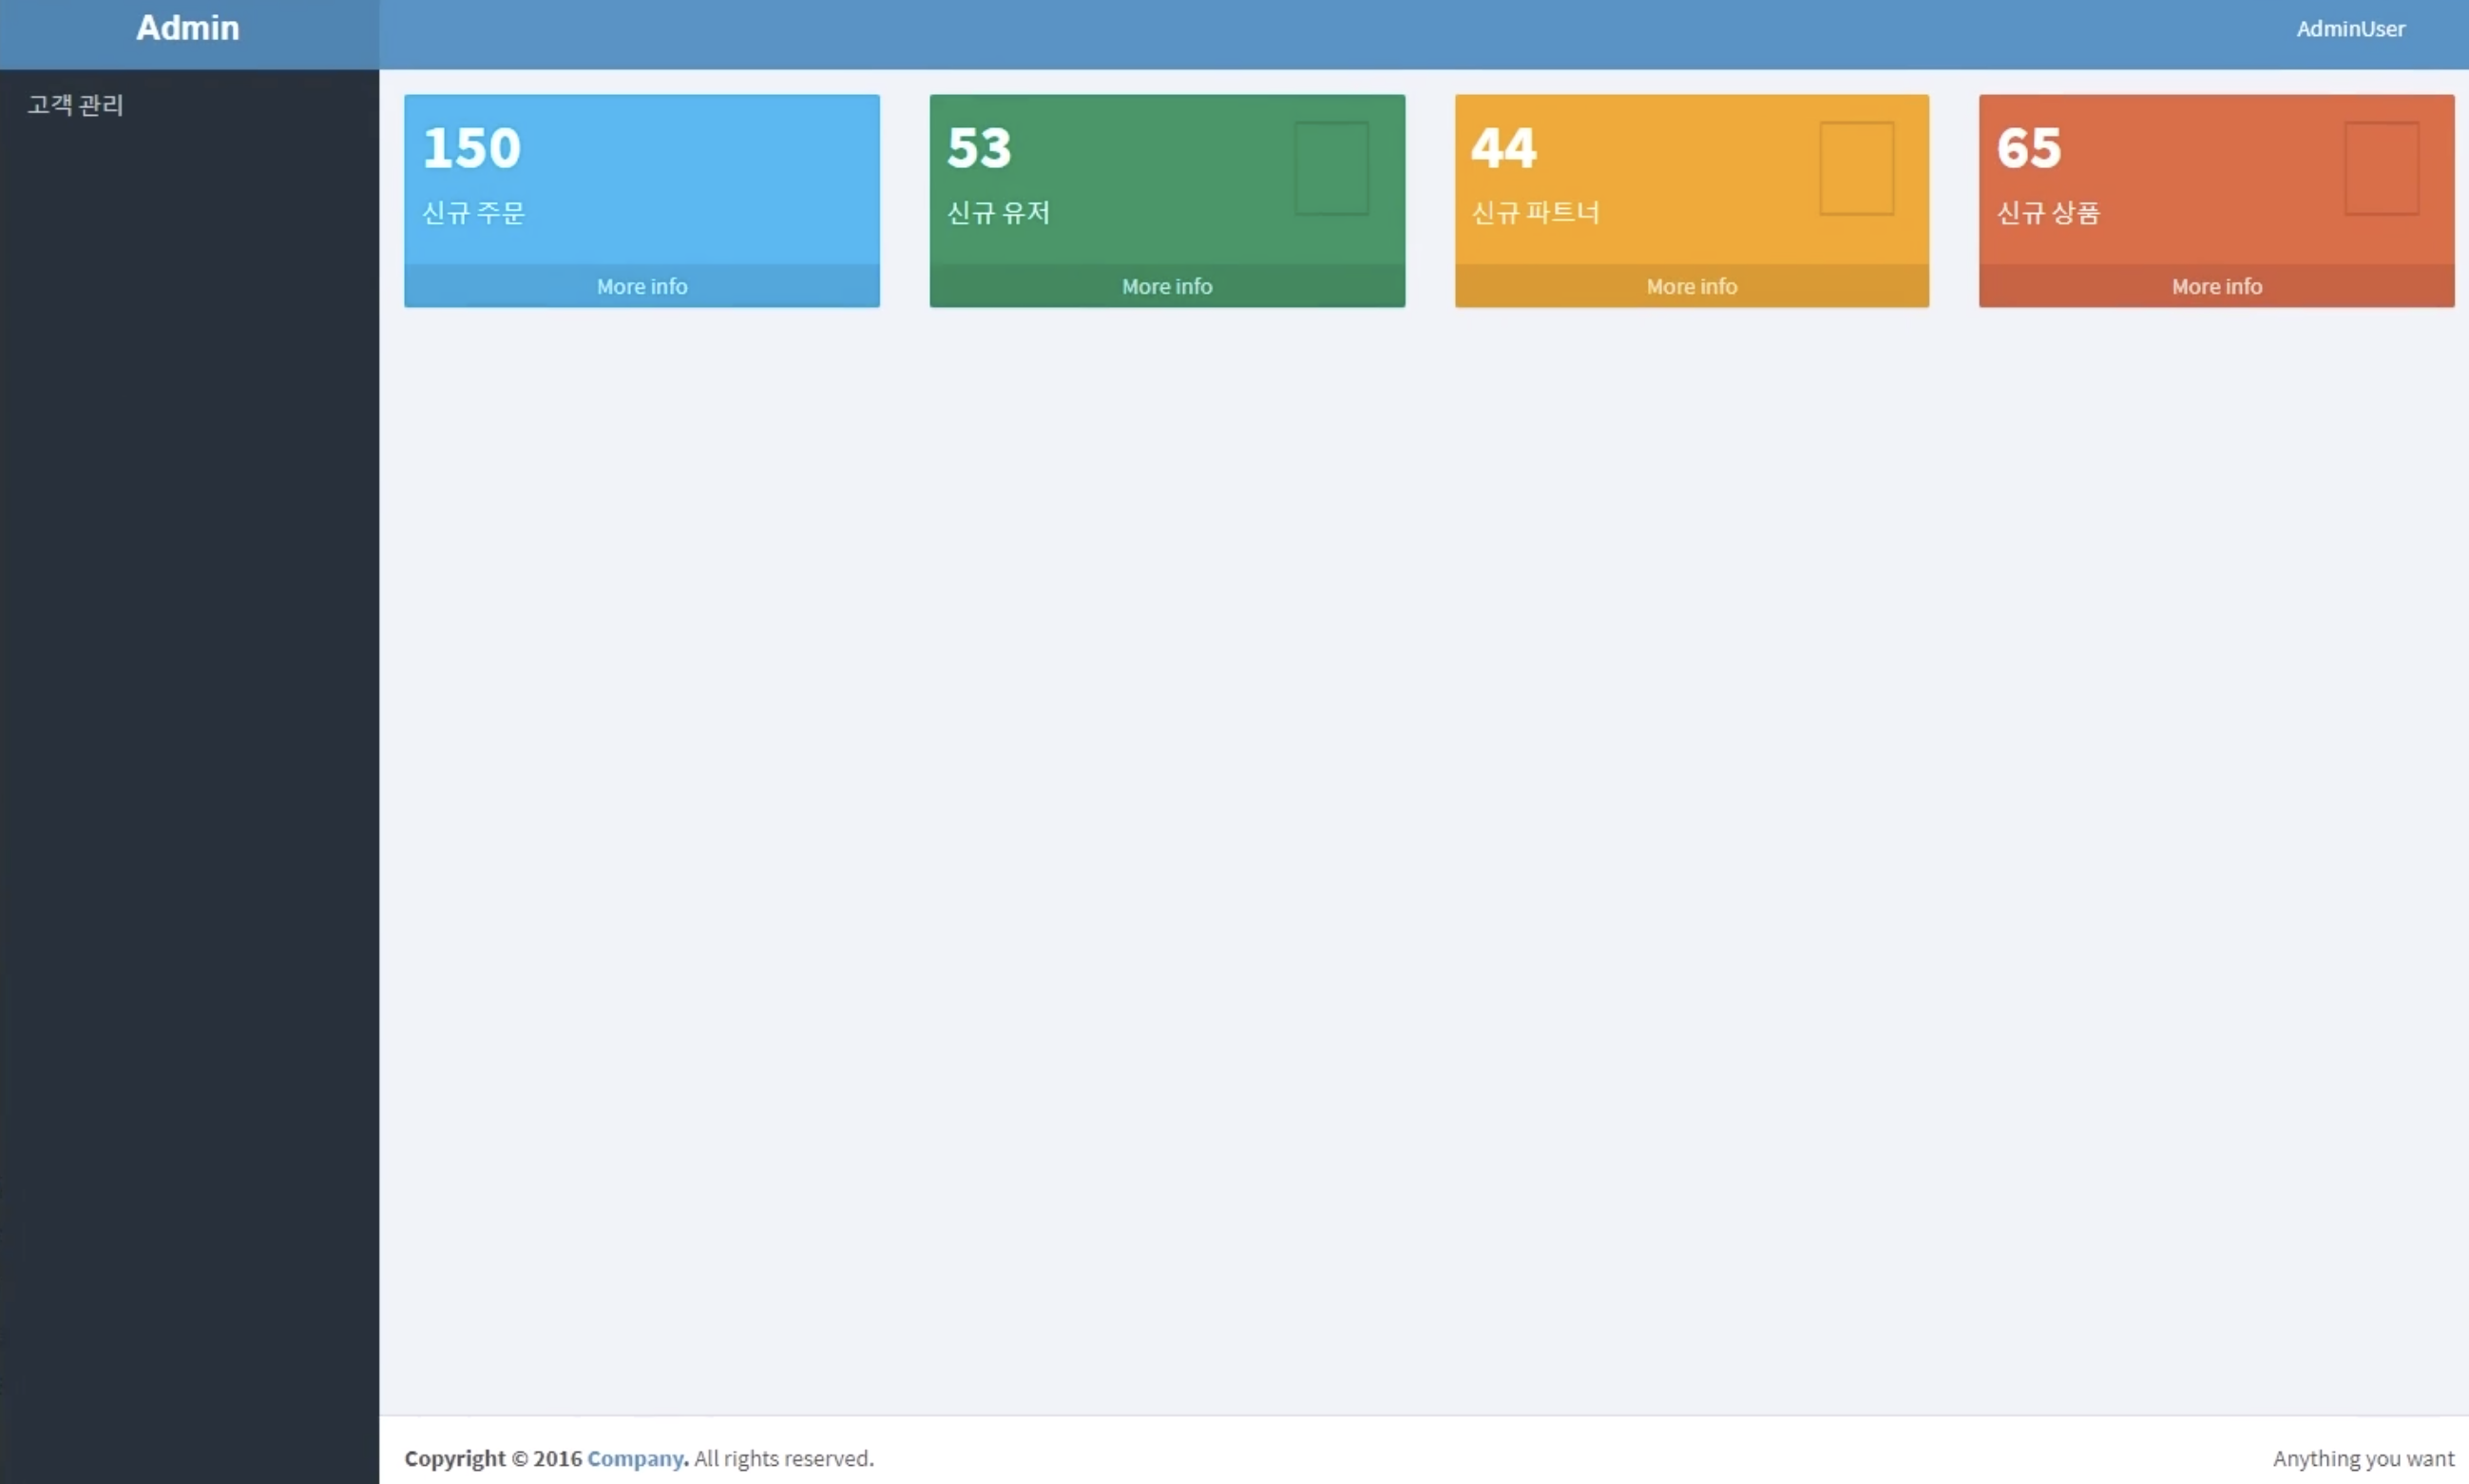 Admin
AdminUser
고객 관리
150
신규 주문
More info
53
신규 유저
More info
44
신규 파트너
More info
65
신규 상품
More info
Copyright © 2016 Company. All rights reserved.
Anything you want